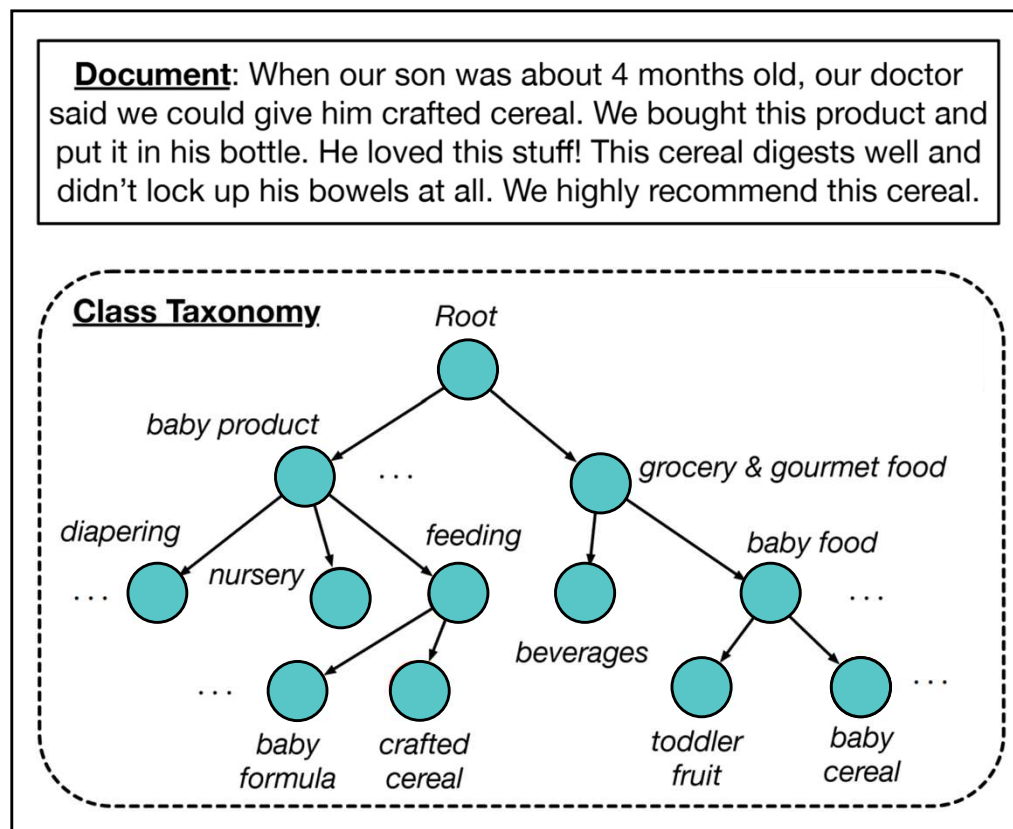 Document: When our son was about 4 months old, our doctor
said we could give him crafted cereal. We bought this product and
put it in his bottle. He loved this stuff! This cereal digests well and
didn't lock up his bowels at all. We highly recommend this cereal.
Class Taxonomy
Root
baby product
...
grocery & gourmet food
diapering
feeding
baby food
...
nursery
...
beverages
...
...
baby
formula
crafted
cereal
toddler
fruit
baby
cereal